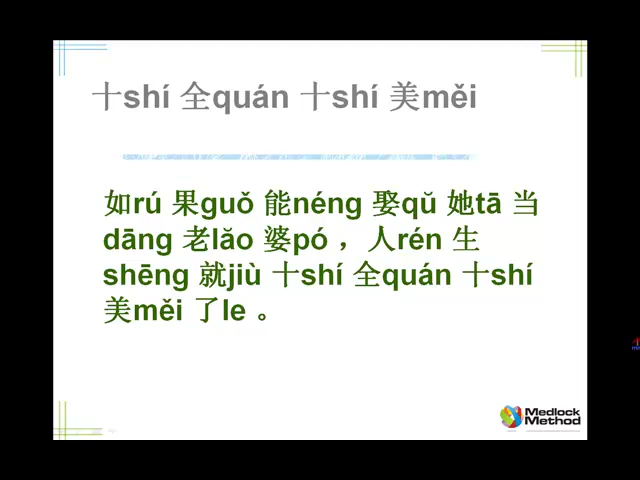 十shí 全quán 十shí 美měi
如rú 果guǒ 能néng 娶qǔ 她tā 当
dāng 老lǎo 婆pó ，人rén 生
shēng 就jiù 十shí 全quán 十shí
美měi 了le 。
Medlock
Method